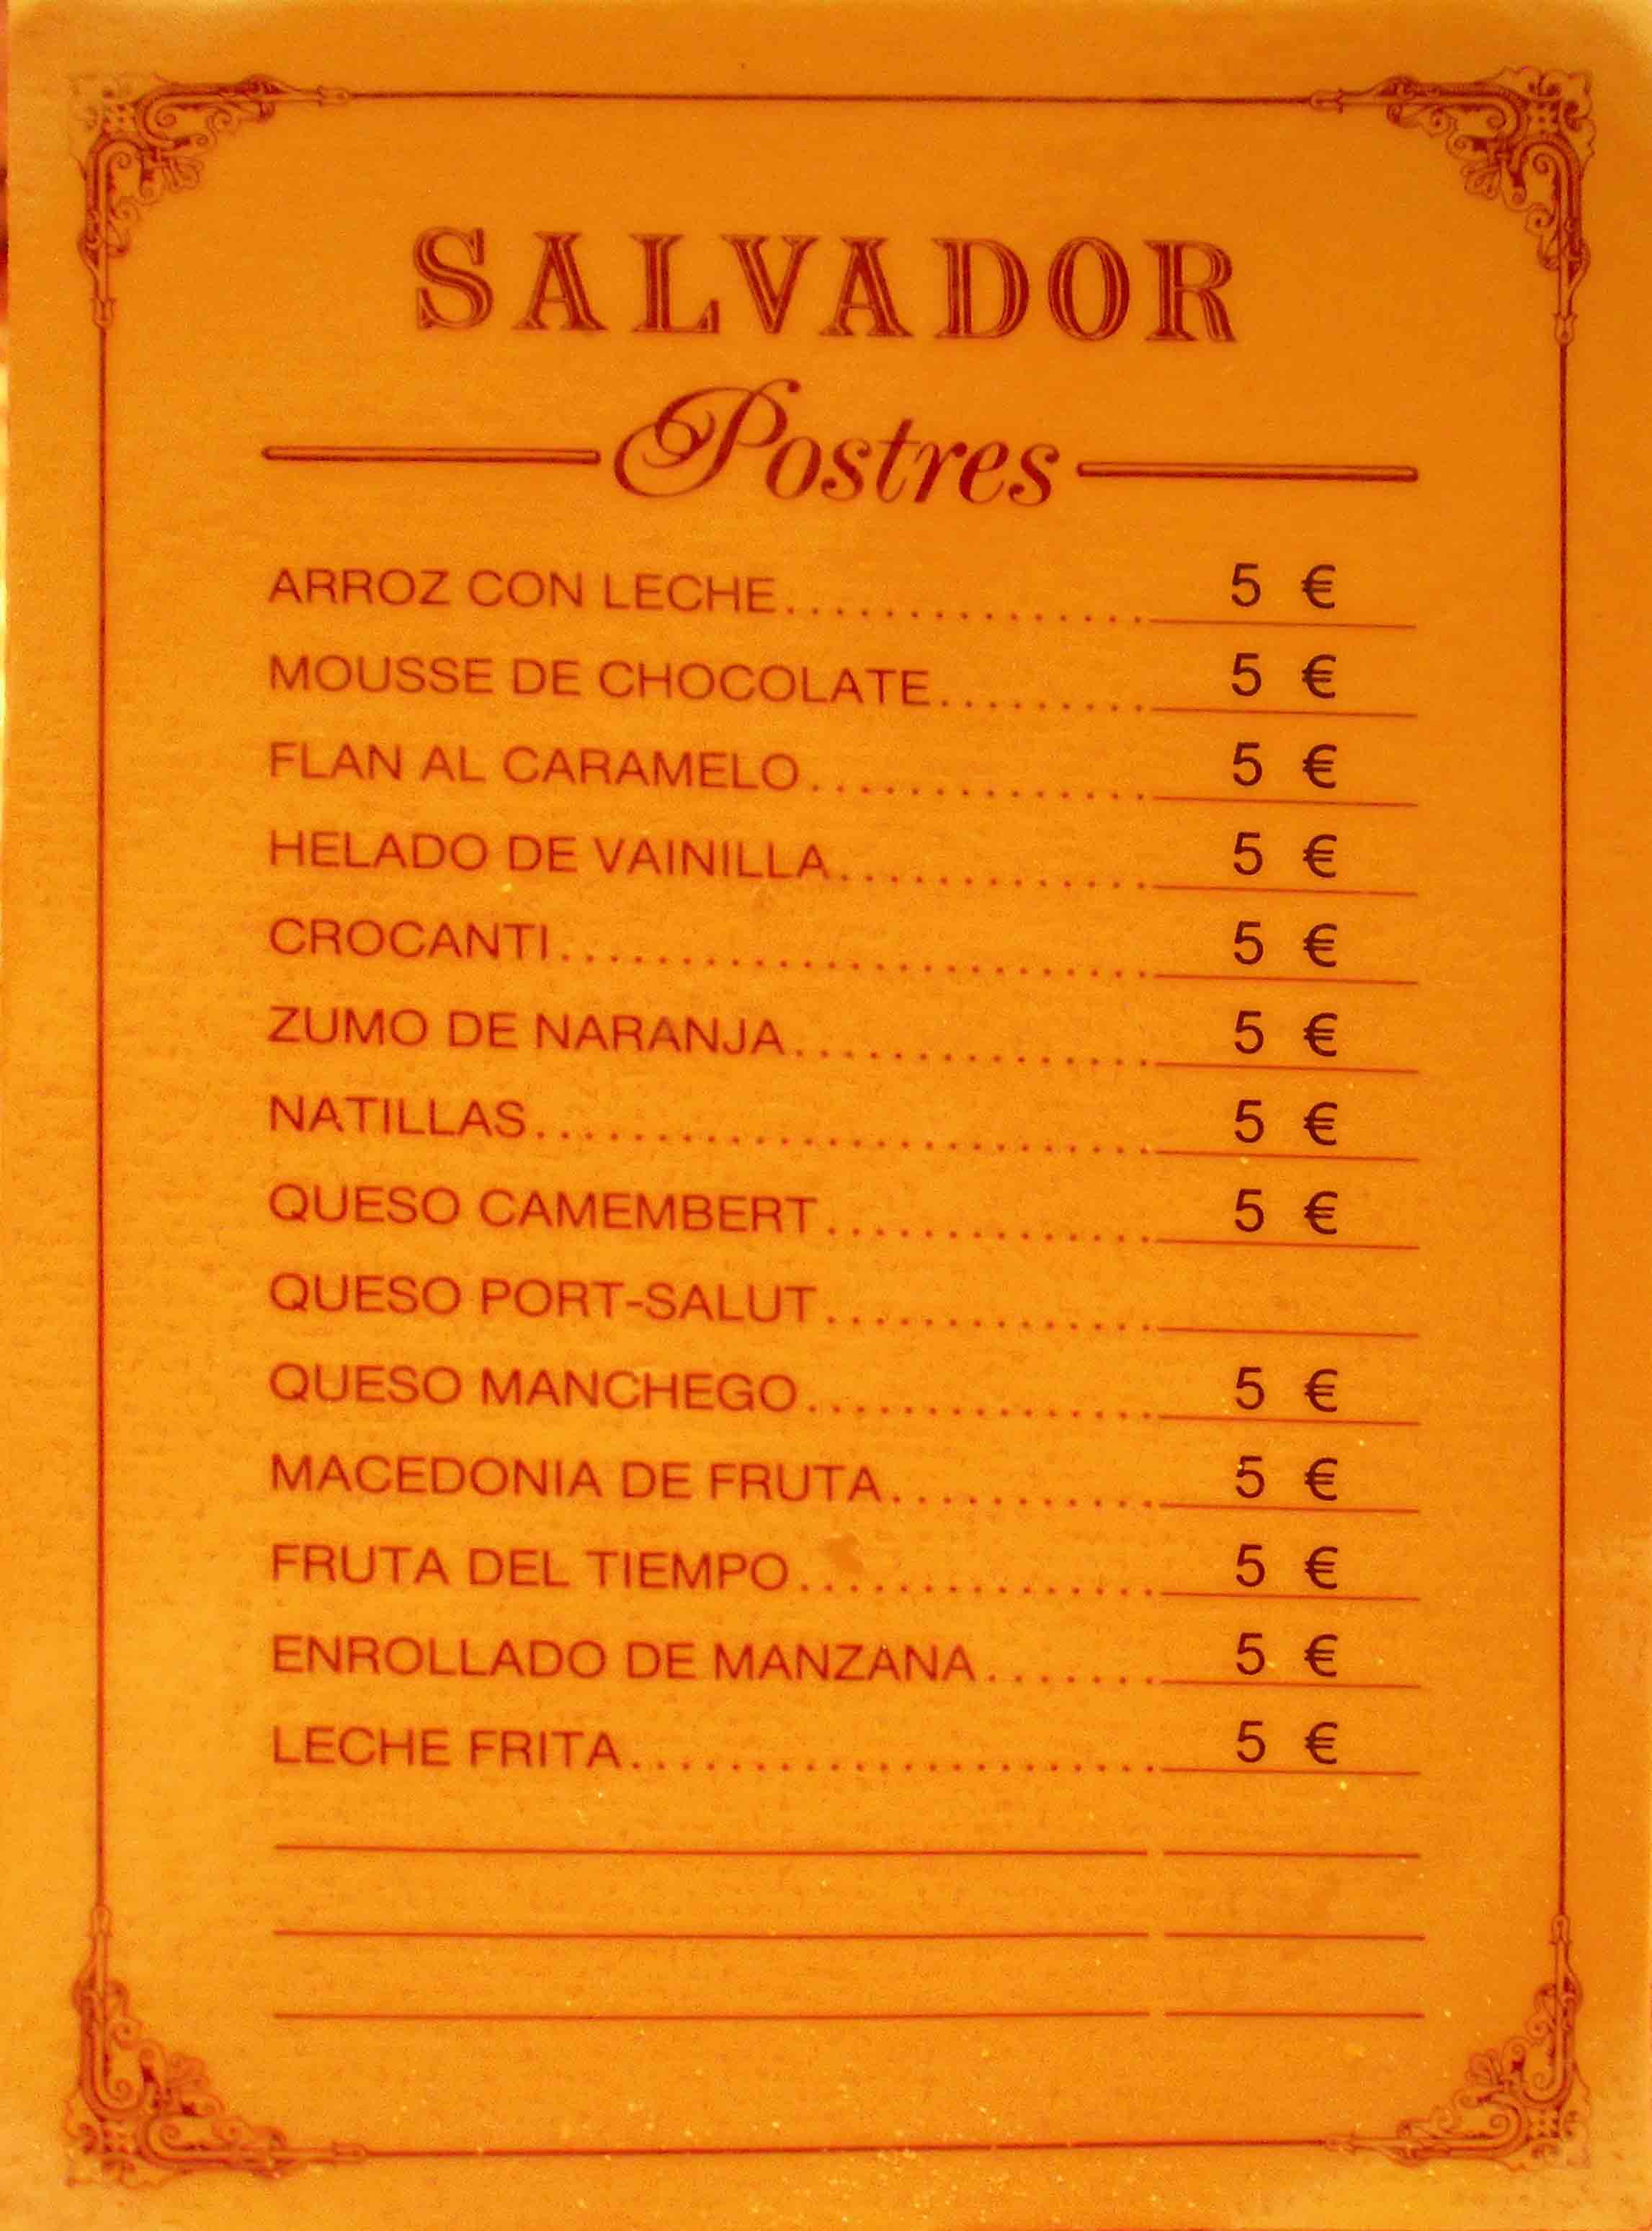 SALVADOR
Postres
ARROZ CON LECHE............... 5 €
MOUSSE DE CHOCOLATE......... 5 €
FLAN AL CARAMELO.............. 5 €
HELADO DE VAINILLA............. 5 €
CROCANTI........................ 5 €
ZUMO DE NARANJA............... 5 €
NATILLAS......................... 5 €
QUESO CAMEMBERT.............. 5 €
QUESO PORT-SALUT..............
QUESO MANCHEGO............... 5 €
MACEDONIA DE FRUTA........... 5 €
FRUTA DEL TIEMPO............... 5 €
ENROLLADO DE MANZANA....... 5 €
LECHE FRITA...................... 5 €